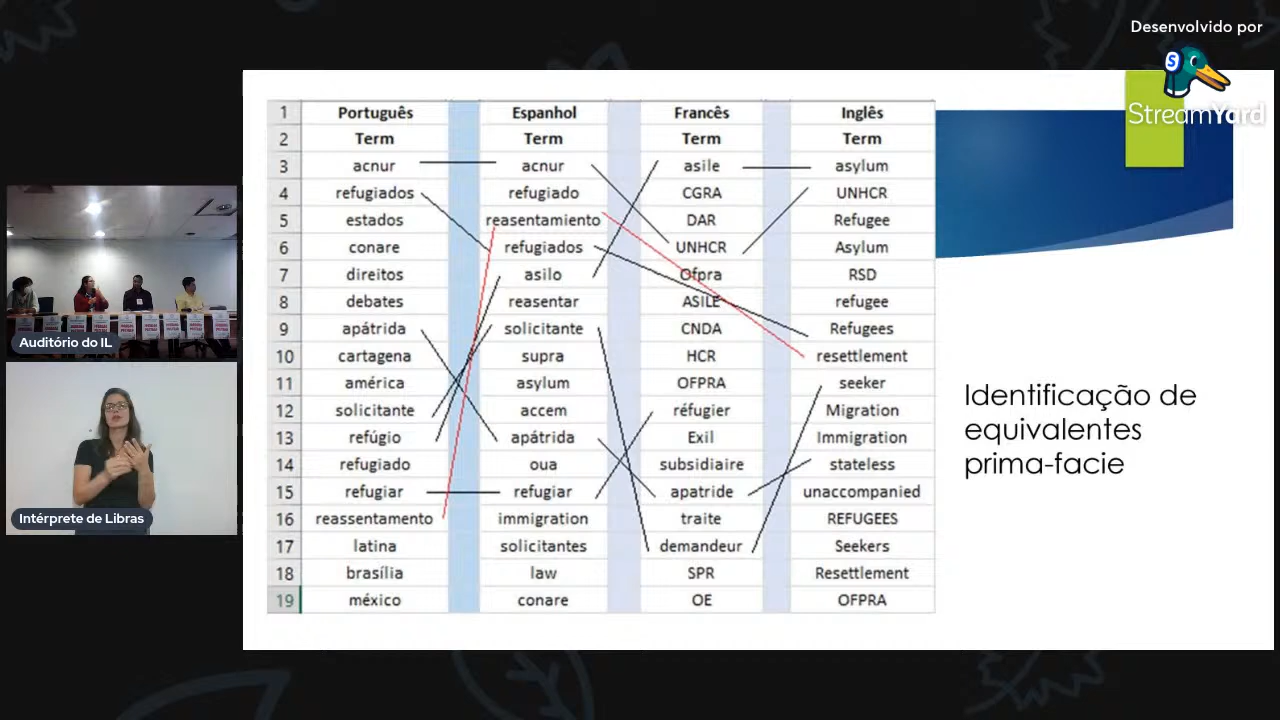 Desenvolvido por
StreamYard
1 Português Espanhol Francês Inglês
2 Term Term Term Term
3 acnur acnur asile asylum
4 refugiados refugiado CGRA UNHCR
5 estados reasentamiento DAR Refugee
6 conare refugiados UNHCR Asylum
7 direitos asilo Ofpra RSD
8 debates reasentar ASILE refugee
9 apátrida solicitante CNDA Refugees
10 cartagena supra HCR resettlement
11 américa asylum OFPRA seeker
12 solicitante accem réfugier Migration
13 refúgio apátrida Exil Immigration
14 refugiado oua subsidiaire stateless
15 refugiar refugiar apatride unaccompanied
16 reassentamento immigration traite REFUGEES
17 latina solicitantes demandeur Seekers
18 brasília law SPR Resettlement
19 méxico conare OE OFPRA
Identificação de
equivalentes
prima-facie
Auditório do IL
Intérprete de Libras